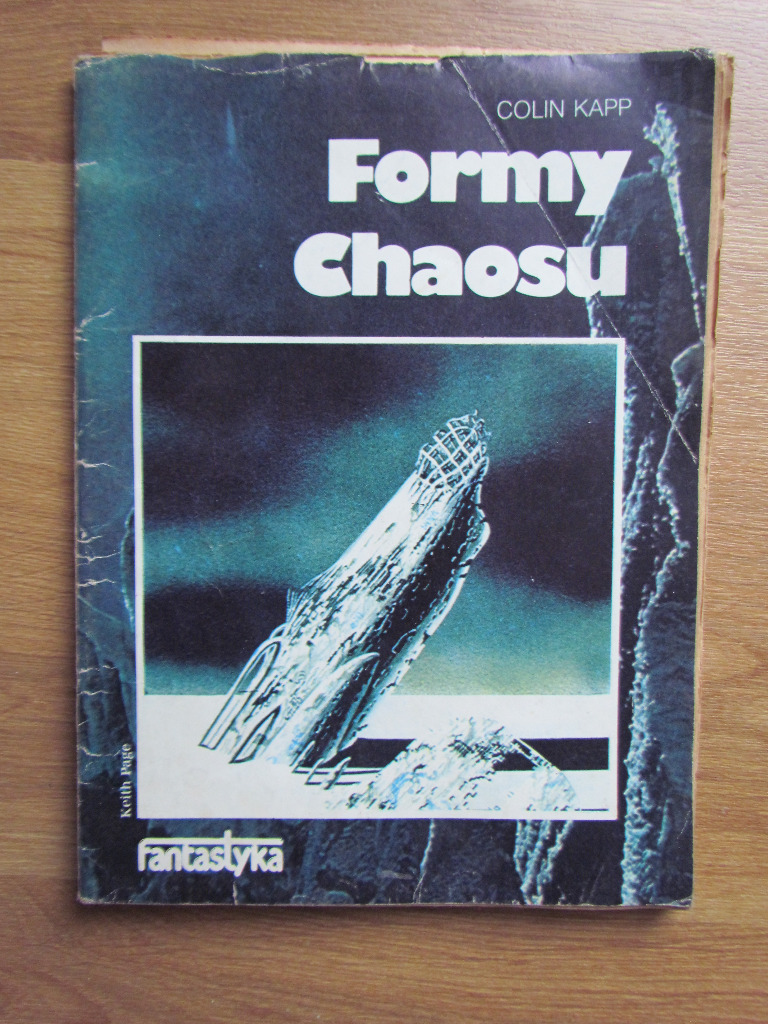 COLIN KAPP
Formy
Chaosu
Keith Page
fantastyka